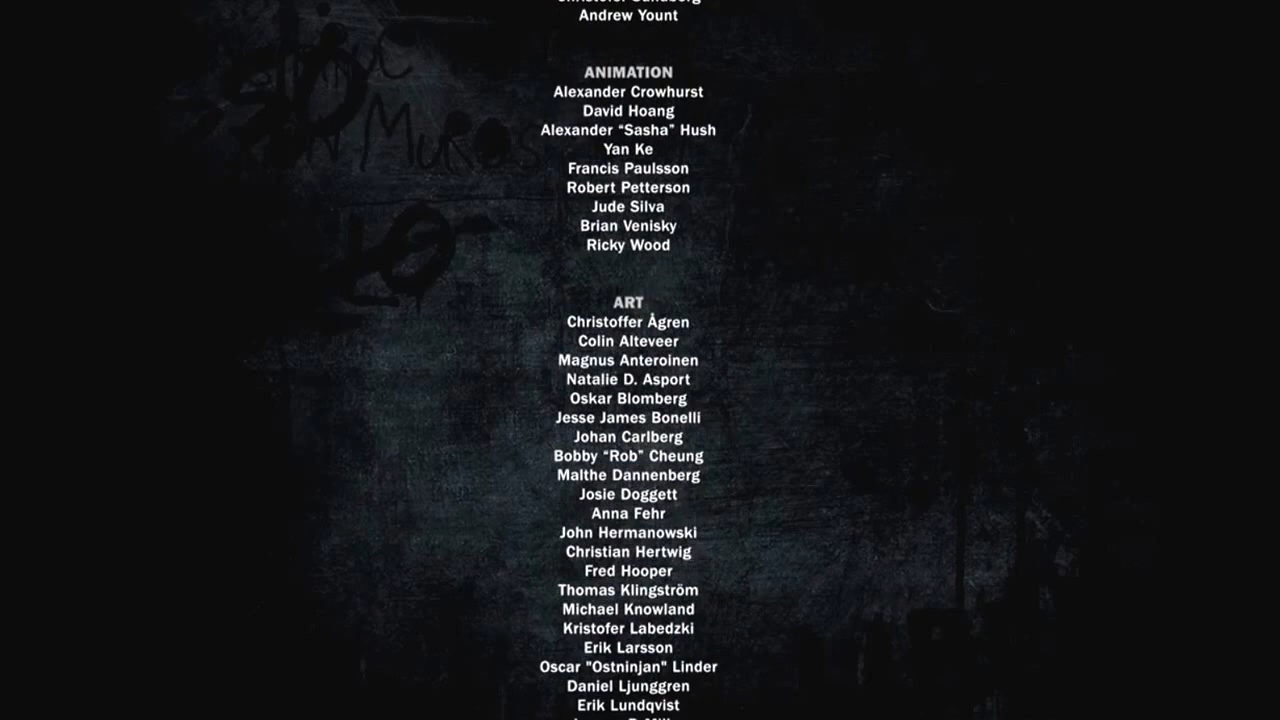 Andrew Yount
ANIMATION
Alexander Crowhurst
David Hoang
Alexander “Sasha” Hush
Yan Ke
Francis Paulsson
Robert Petterson
Jude Silva
Brian Venisky
Ricky Wood
ART
Christoffer Ågren
Colin Alteveer
Magnus Anteroinen
Natalie D. Asport
Oskar Blomberg
Jesse James Bonelli
Johan Carlberg
Bobby “Rob” Cheung
Malthe Dannenberg
Josie Doggett
Anna Fehr
John Hermanowski
Christian Hertwig
Fred Hooper
Thomas Klingström
Michael Knowland
Kristofer Labedzki
Erik Larsson
Oscar "Ostninjan" Linder
Daniel Ljunggren
Erik Lundqvist